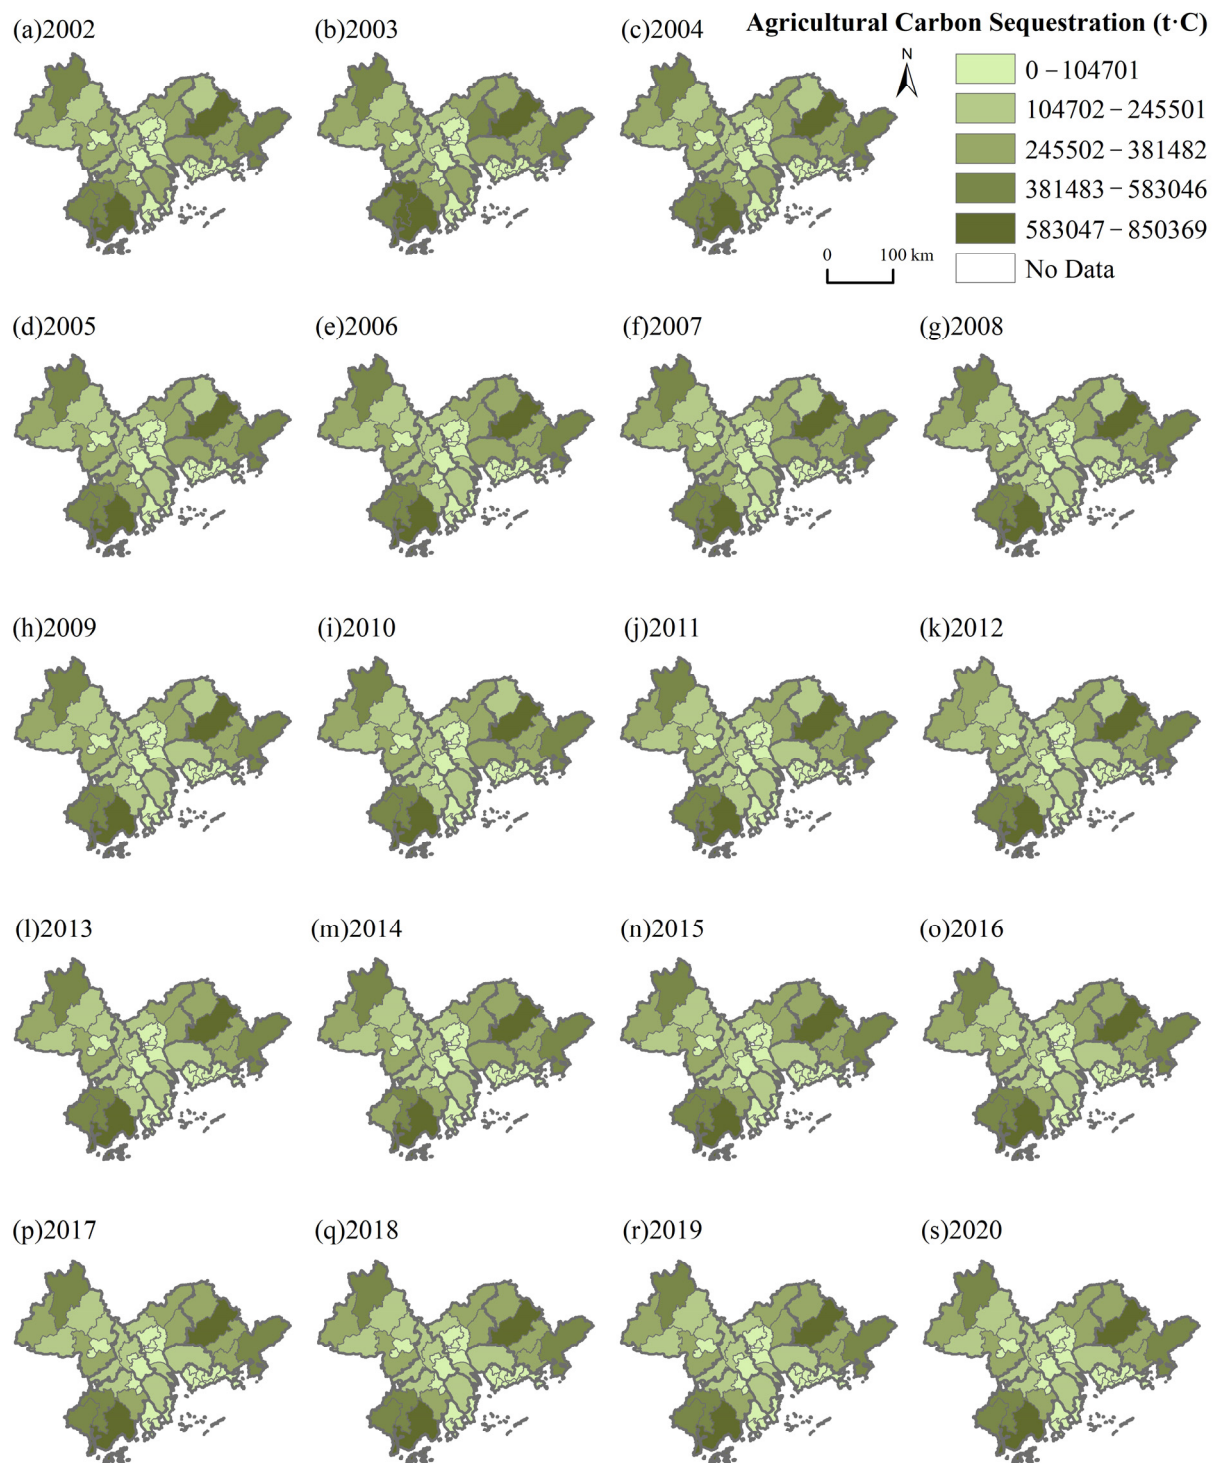 (a)2002
(b)2003
(c)2004
Agricultural Carbon Sequestration (t·C)
N
0－104701
104702－245501
245502－381482
381483－583046
583047－850369
No Data
0 100 km
(d)2005
(e)2006
(f)2007
(g)2008
(h)2009
(i)2010
(j)2011
(k)2012
(l)2013
(m)2014
(n)2015
(o)2016
(p)2017
(q)2018
(r)2019
(s)2020